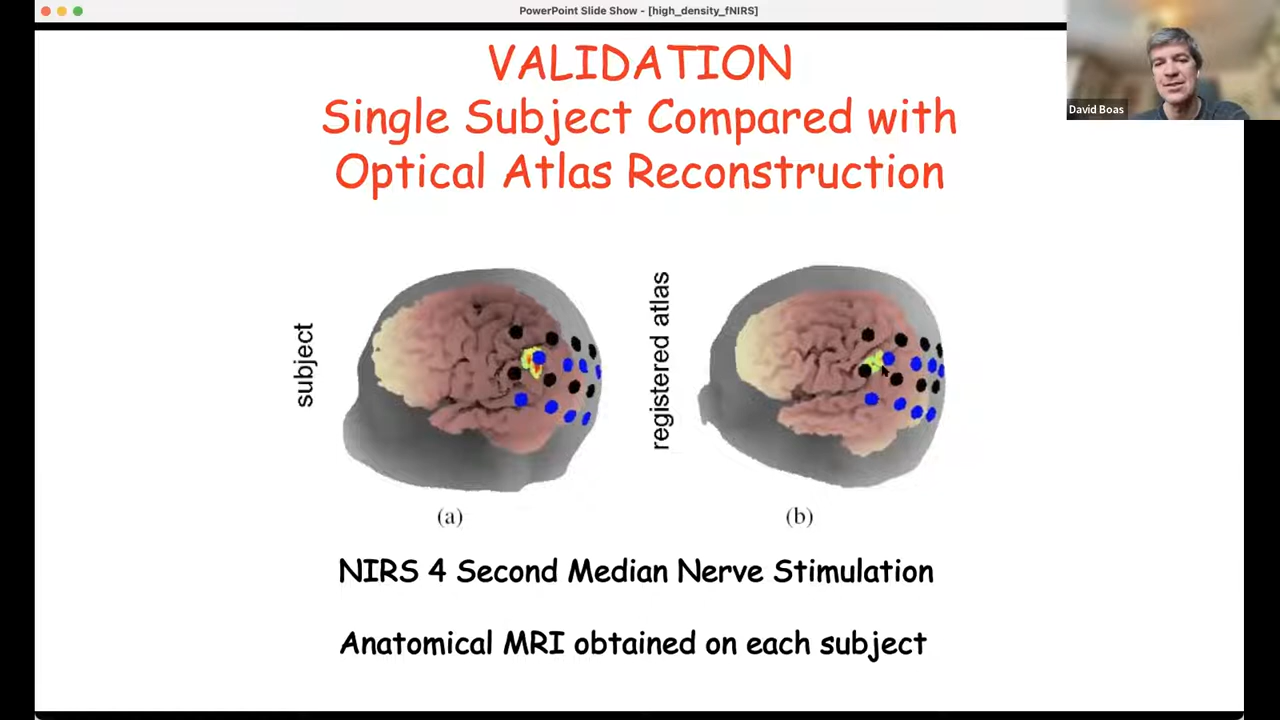 PowerPoint Slide Show - [high_density_fNIRS]
David Boas
VALIDATION
Single Subject Compared with
Optical Atlas Reconstruction
subject
registered atlas
(a)
(b)
NIRS 4 Second Median Nerve Stimulation
Anatomical MRI obtained on each subject